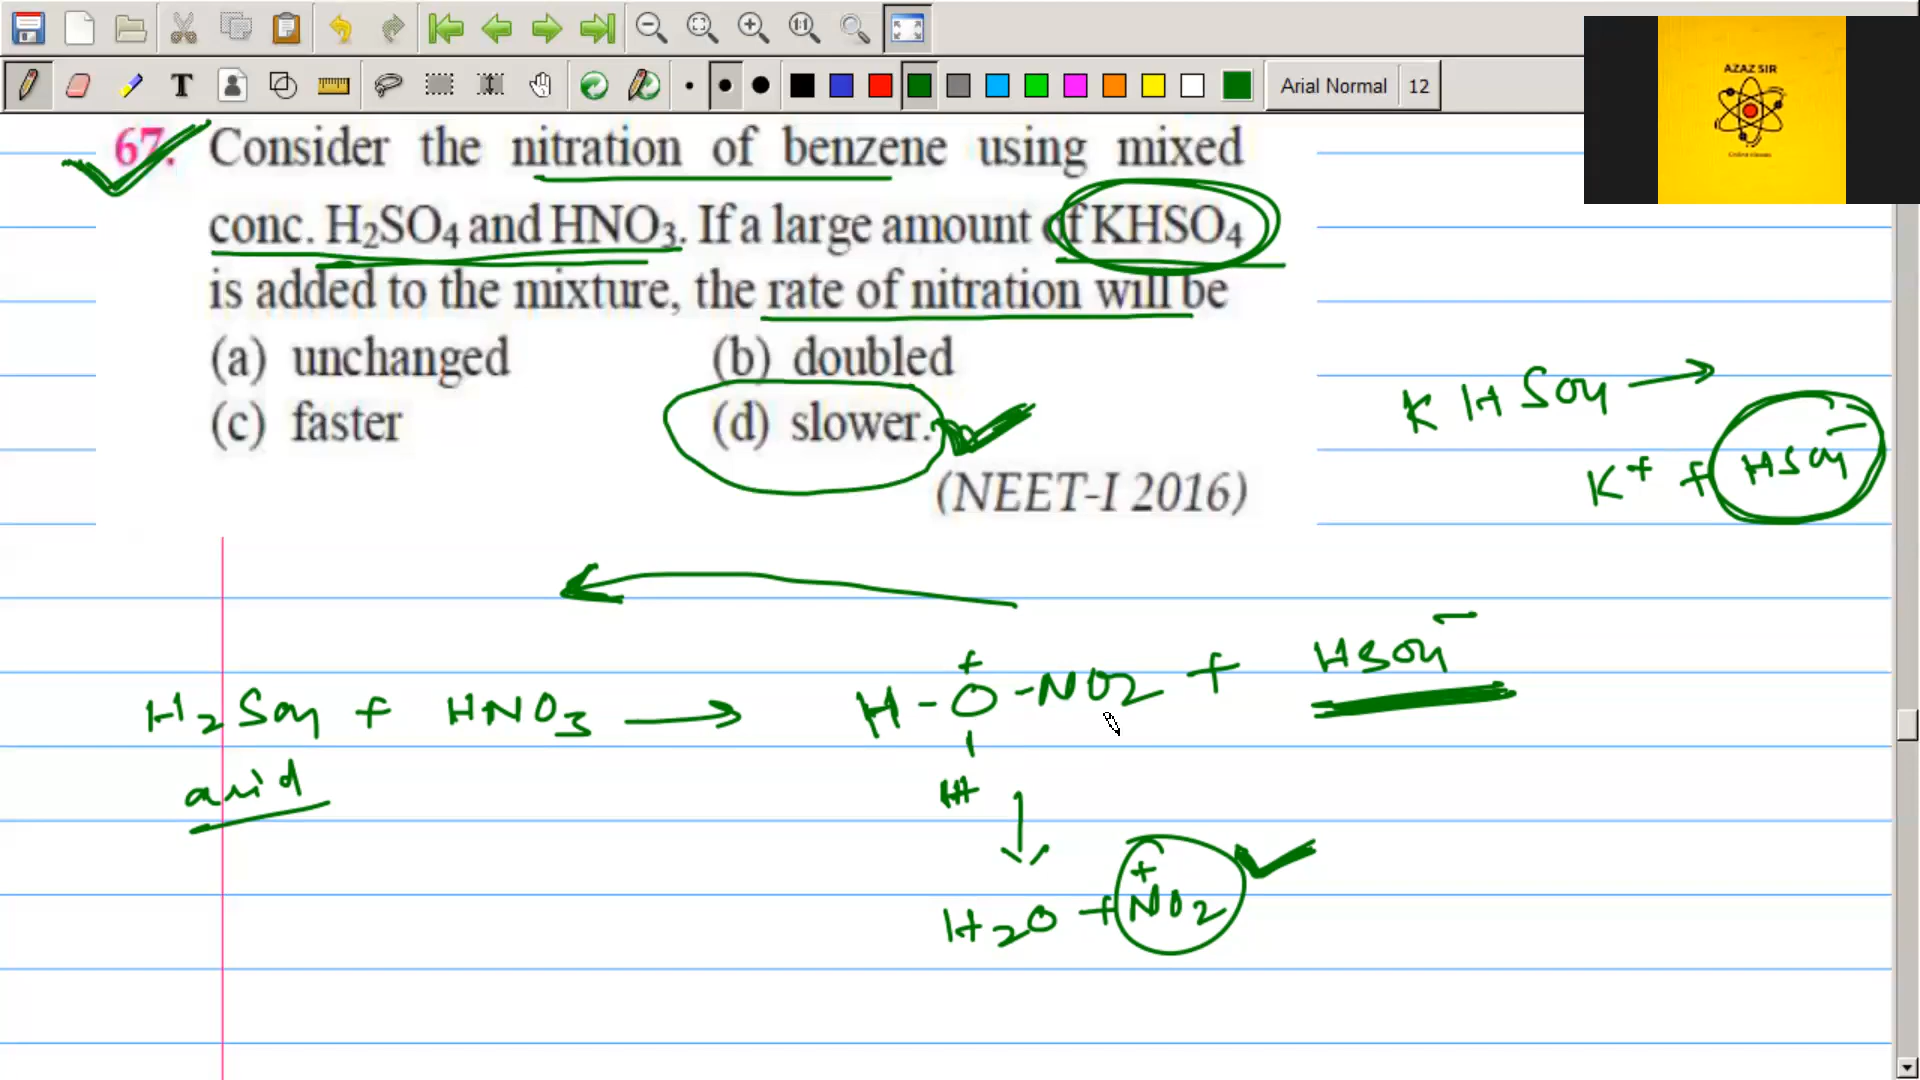 Arial Normal 12
AZAZ SIR
67. Consider the nitration of benzene using mixed
conc. H₂SO₄ and HNO₃. If a large amount of KHSO₄
is added to the mixture, the rate of nitration will be
(a) unchanged (b) doubled
(c) faster (d) slower.
(NEET-I 2016)
K H SO4 →
K+ + HSO4-
H2SO4 + HNO3 → H-O+-NO2 + HSO4-
acid
H
↓
H2O + +NO2